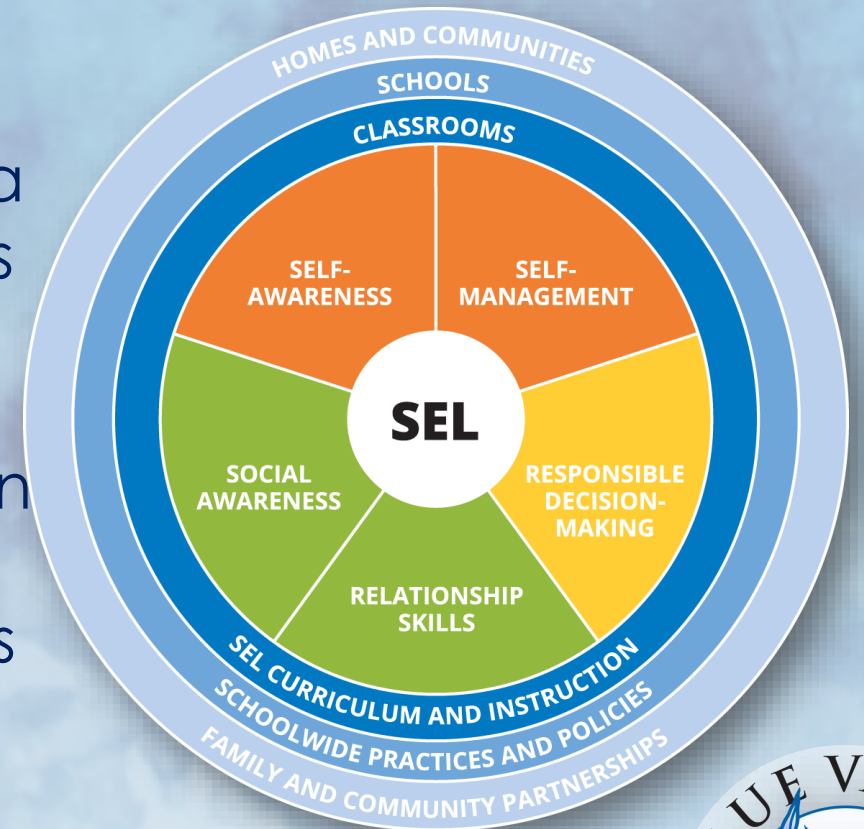 HOMES AND COMMUNITIES
SCHOOLS
CLASSROOMS
SELF-
AWARENESS
SELF-
MANAGEMENT
SEL
SOCIAL
AWARENESS
RESPONSIBLE
DECISION-
MAKING
RELATIONSHIP
SKILLS
SEL CURRICULUM AND INSTRUCTION
SCHOOLWIDE PRACTICES AND POLICIES
FAMILY AND COMMUNITY PARTNERSHIPS